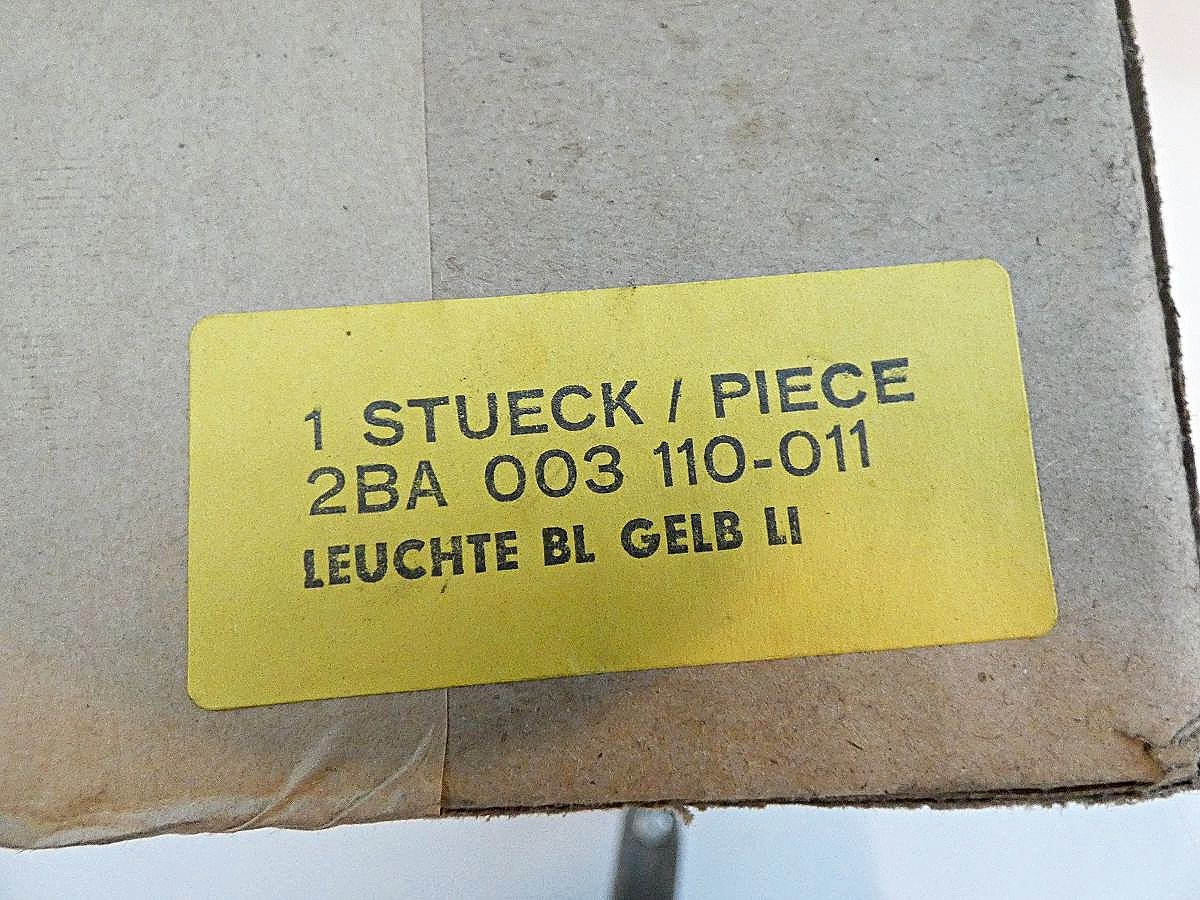 1 STUECK / PIECE
2BA 003 110-011
LEUCHTE BL GELB LI